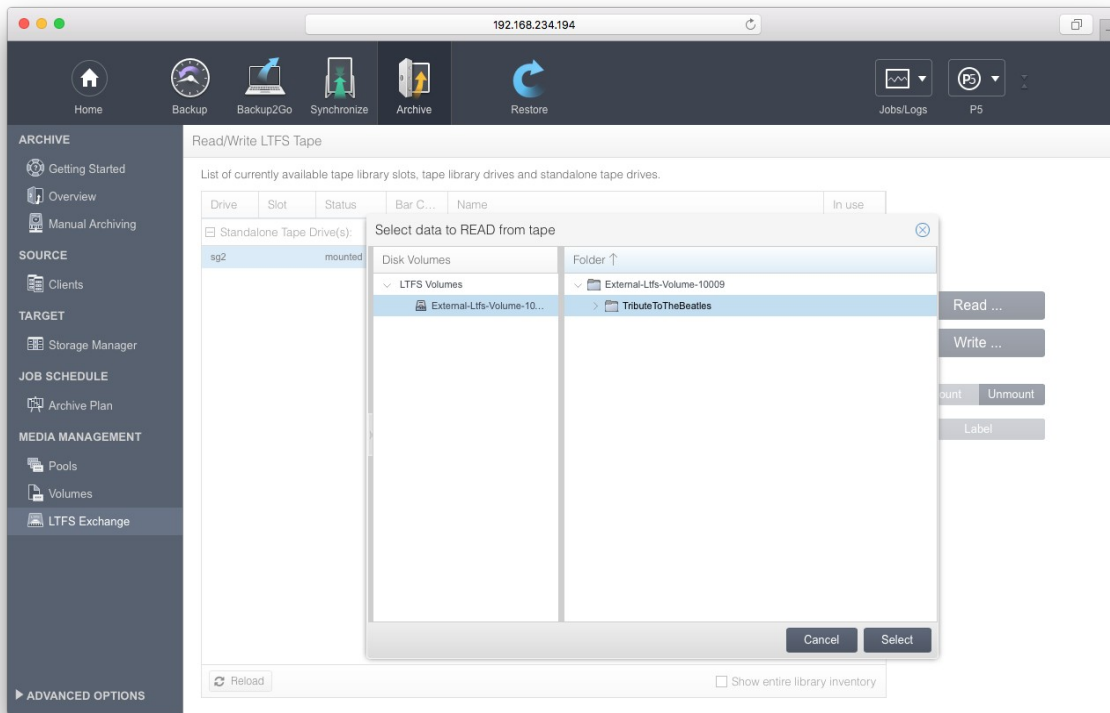 192.168.234.194
Home
Backup
Backup2Go
Synchronize
Archive
Restore
Jobs/Logs
P5
P5
ARCHIVE
Getting Started
Overview
Manual Archiving
SOURCE
Clients
TARGET
Storage Manager
JOB SCHEDULE
Archive Plan
MEDIA MANAGEMENT
Pools
Volumes
LTFS Exchange
ADVANCED OPTIONS
Read/Write LTFS Tape
List of currently available tape library slots, tape library drives and standalone tape drives.
Drive Slot Status Bar C... Name In use
Standalone Tape Drive(s):
sg2 mounted
Select data to READ from tape
Disk Volumes
LTFS Volumes
External-Ltfs-Volume-10...
Folder ↑
External-Ltfs-Volume-10009
TributeToTheBeatles
Cancel Select
Read ...
Write ...
ount Unmount
Label
Reload
Show entire library inventory